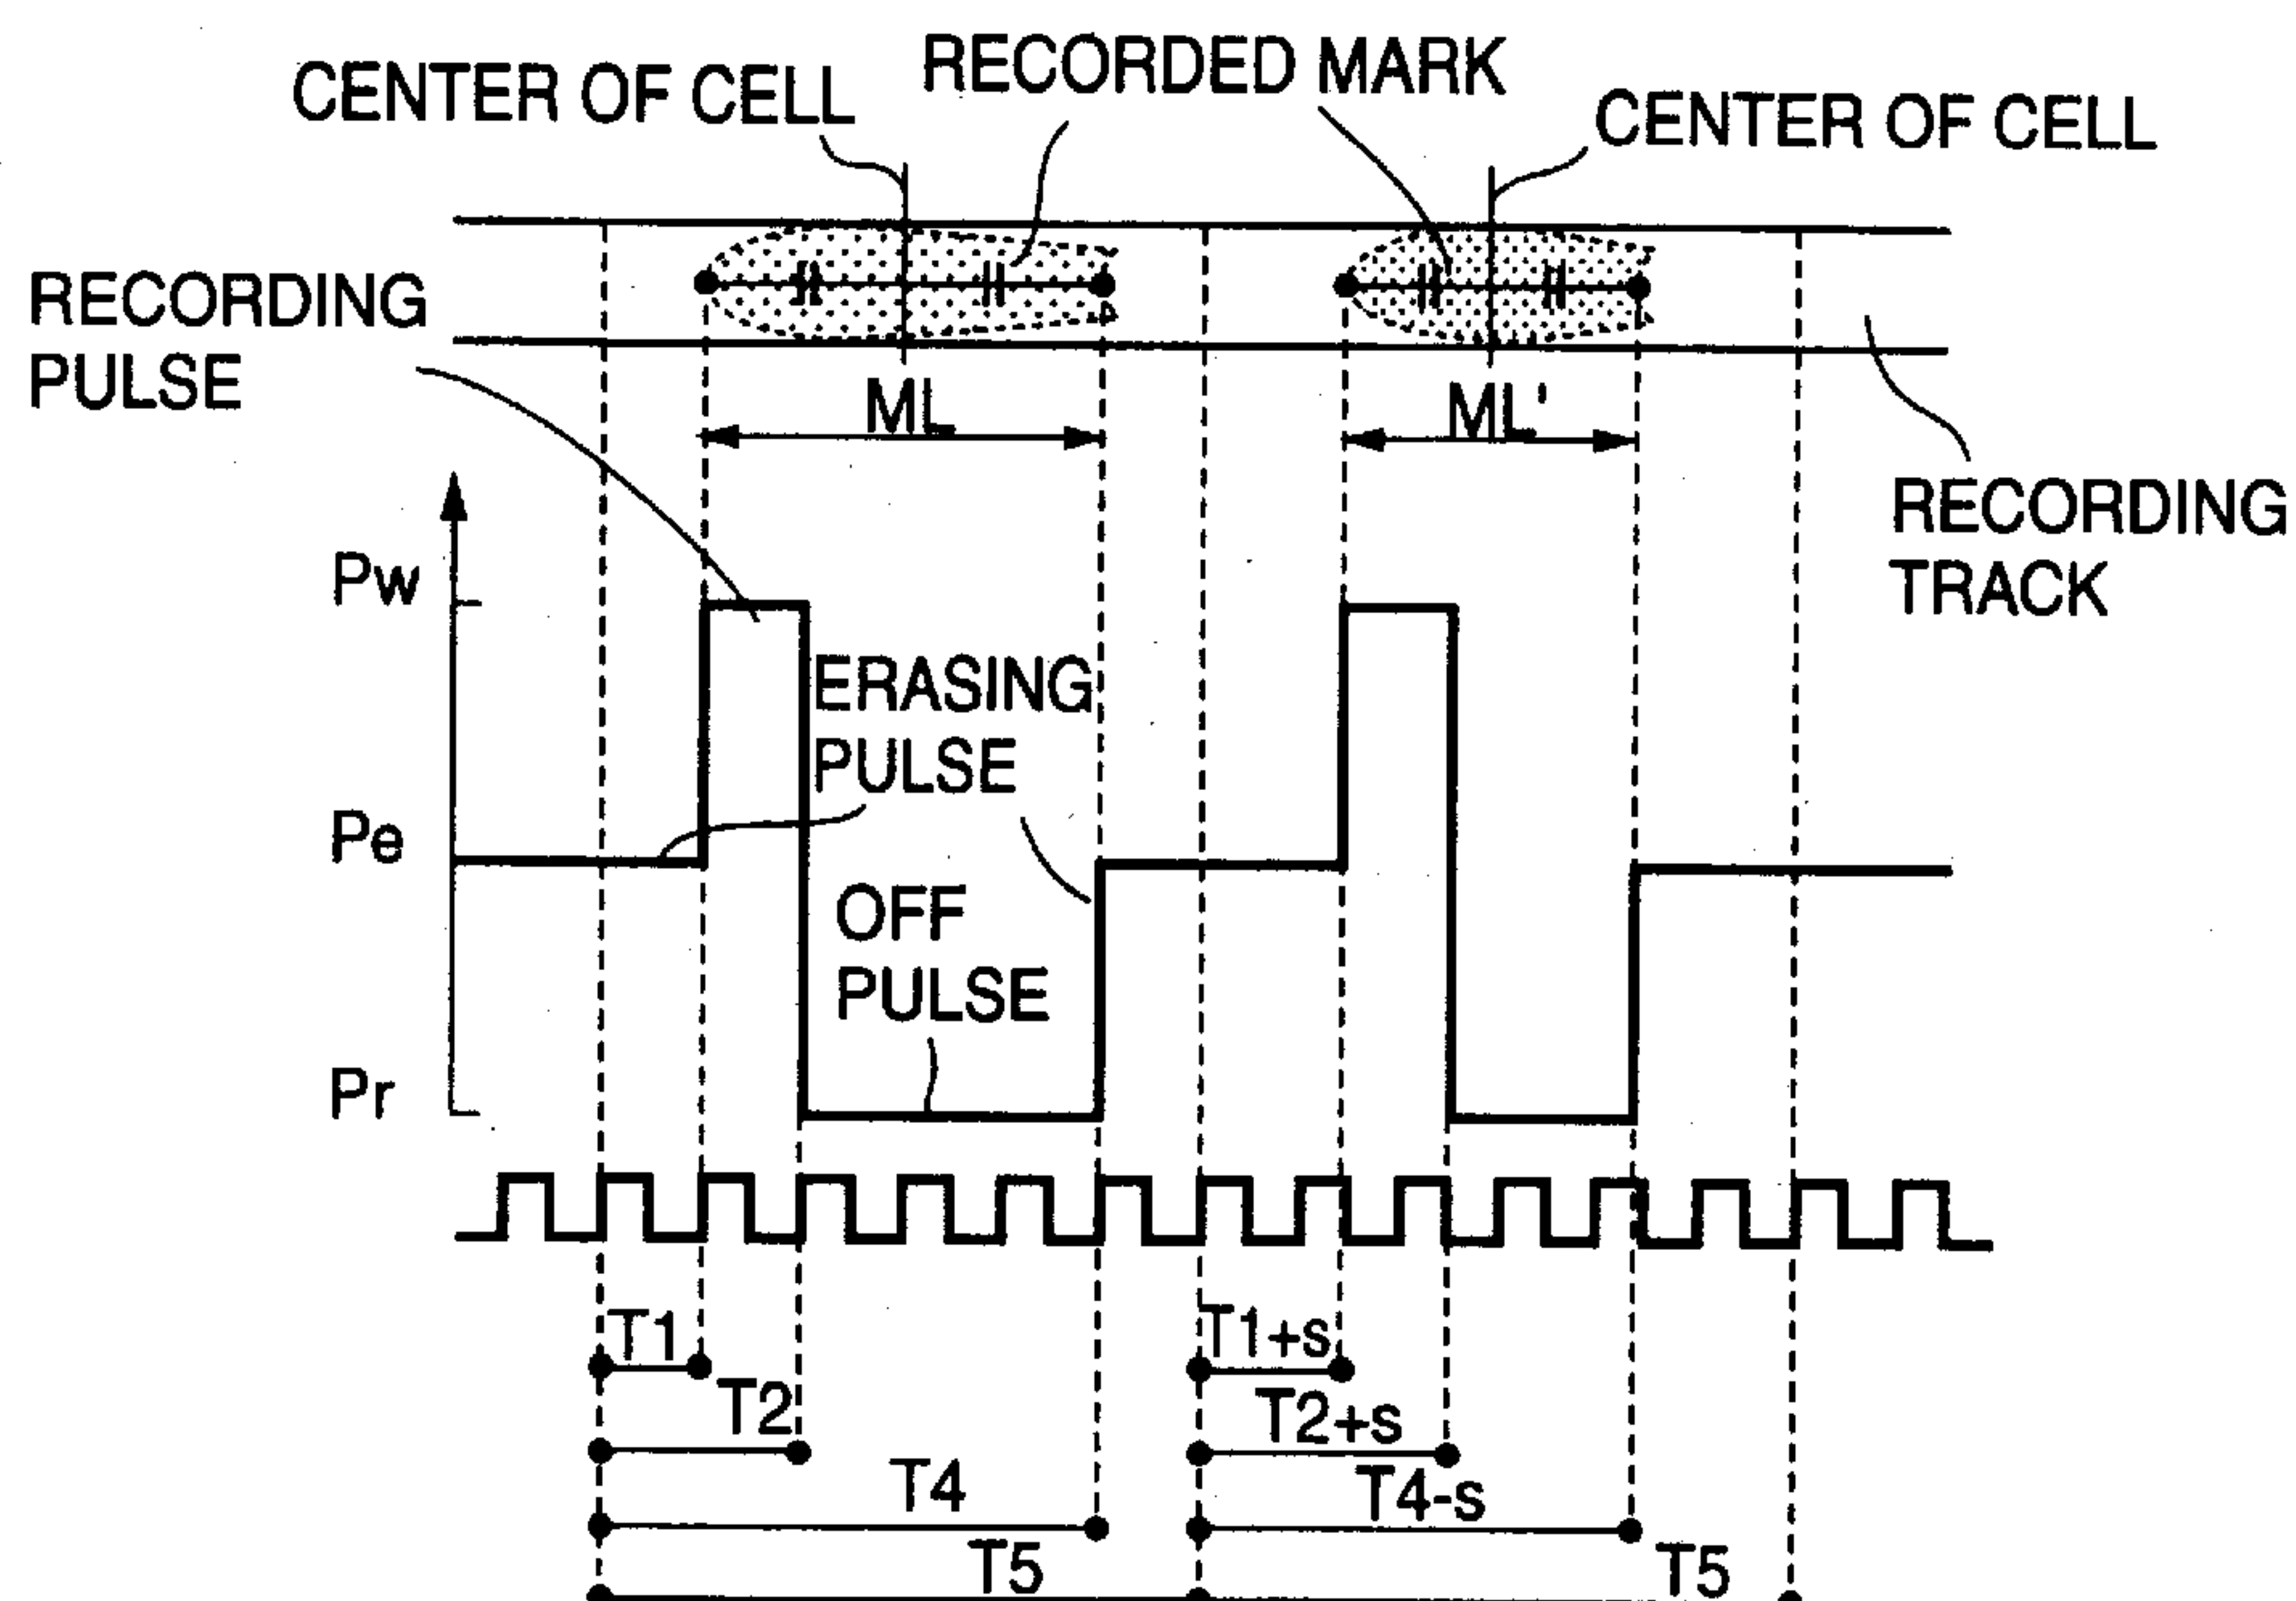 RECORDED MARK
CENTER OF CELL
CENTER OF CELL
RECORDING
PULSE
ML
ML'
RECORDING
TRACK
Pw
ERASING
PULSE
Pe
OFF
PULSE
Pr
T1
T1+s
T2
T2+s
T4
T4-s
T5
T5